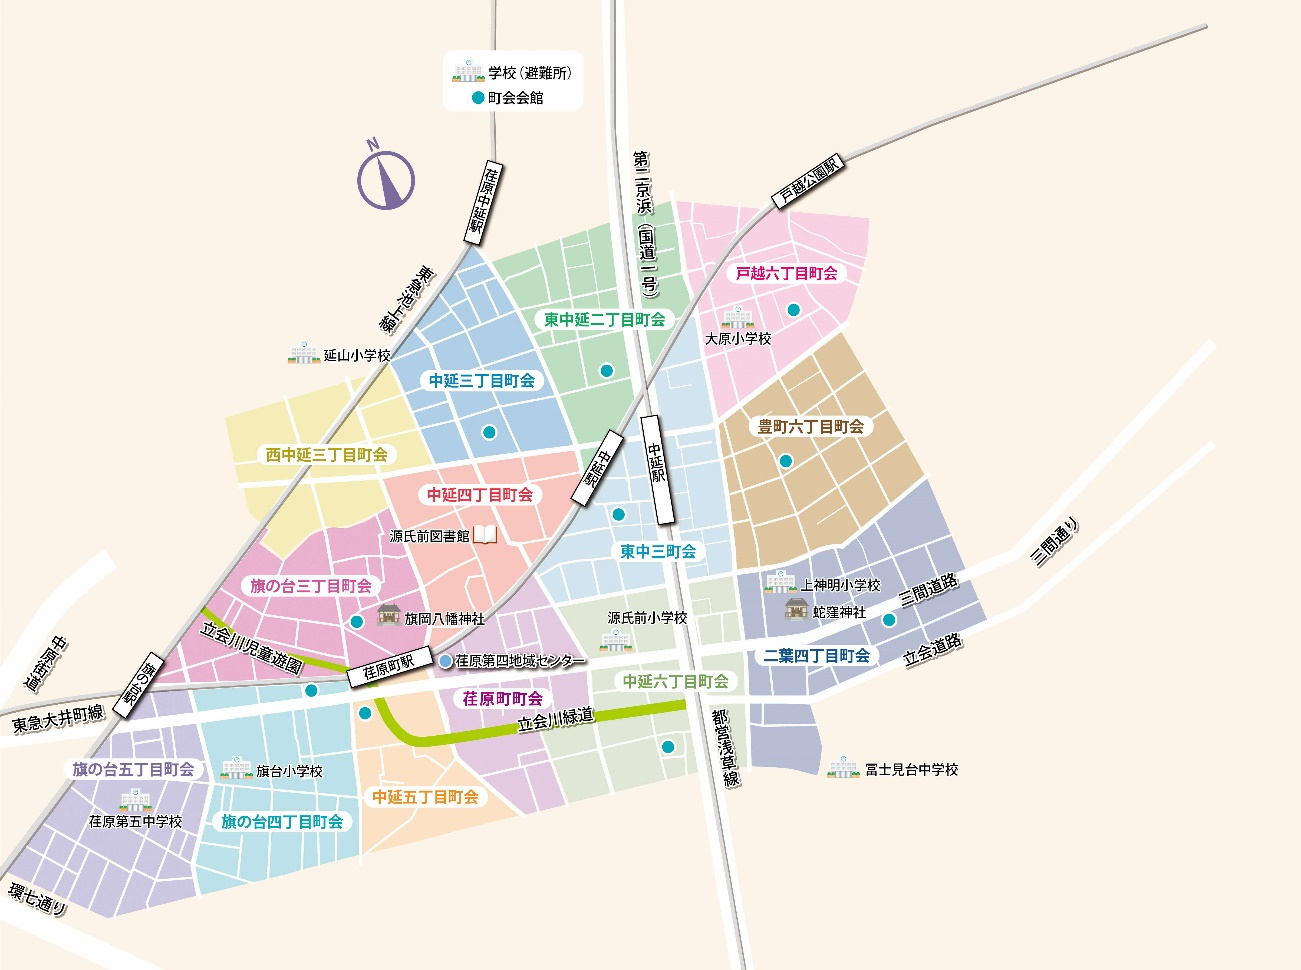 学校（避難所）
町会会館
N
荏原中延駅
第二京浜（国道一号）
戸越公園駅
東急池上線
戸越六丁目町会
東中延二丁目町会
大原小学校
延山小学校
中延三丁目町会
豊町六丁目町会
西中延三丁目町会
中延駅
中延駅
中延四丁目町会
源氏前図書館
東中三町会
三間通り
旗の台三丁目町会
上神明小学校
三間道路
旗岡八幡神社
源氏前小学校
蛇窪神社
立会川児童遊園
立会道路
中原街道
二葉四丁目町会
荏原町駅
荏原第四地域センター
旗の台駅
中延六丁目町会
荏原町町会
東急大井町線
立会川緑道
都営浅草線
旗の台五丁目町会
旗台小学校
冨士見台中学校
中延五丁目町会
荏原第五中学校
旗の台四丁目町会
環七通り